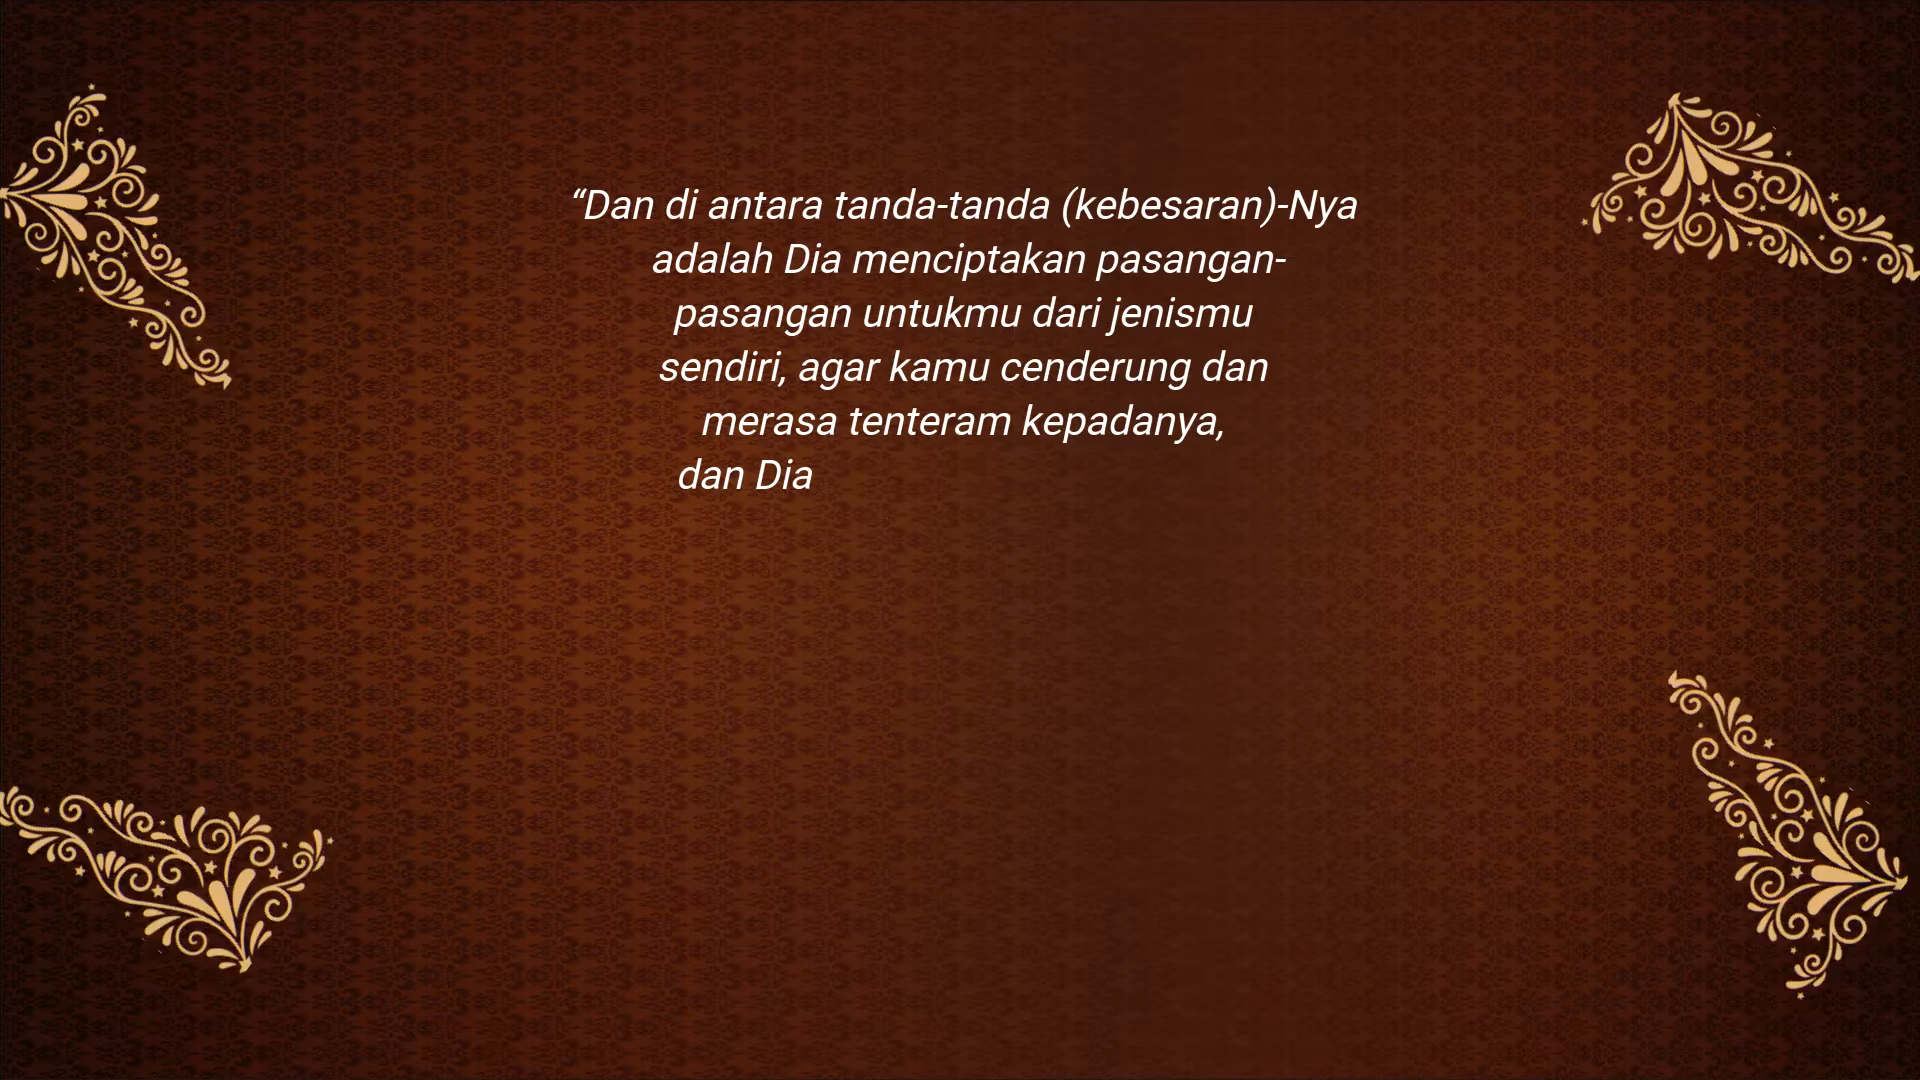 “Dan di antara tanda-tanda (kebesaran)-Nya
adalah Dia menciptakan pasangan-
pasangan untukmu dari jenismu
sendiri, agar kamu cenderung dan
merasa tenteram kepadanya,
dan Dia